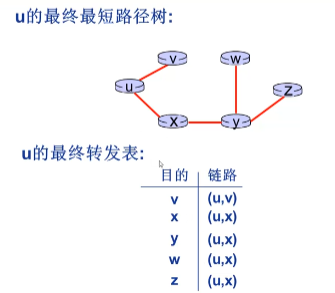 u的最终最短路径树:
v
w
u
z
x
y
u的最终转发表:
目的 链路
v (u,v)
x (u,x)
y (u,x)
w (u,x)
z (u,x)